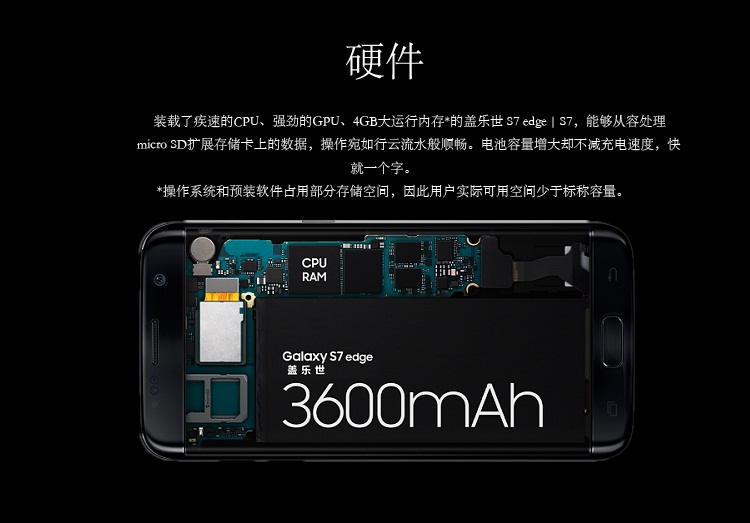 硬件
装载了疾速的CPU、强劲的GPU、4GB大运行内存*的盖乐世 S7 edge | S7，能够从容处理
micro SD扩展存储卡上的数据，操作宛如行云流水般顺畅。电池容量增大却不减充电速度，快
就一个字。
*操作系统和预装软件占用部分存储空间，因此用户实际可用空间少于标称容量。
CPU
RAM
Galaxy S7 edge
盖乐世
3600mAh